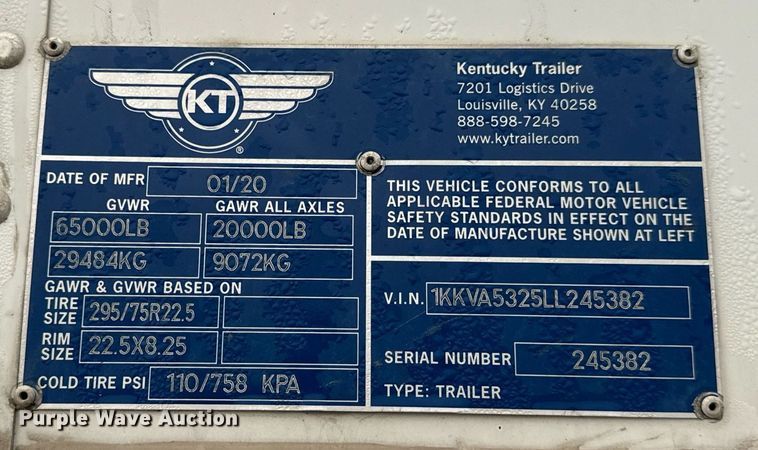 KT
®
Kentucky Trailer
7201 Logistics Drive
Louisville, KY 40258
888-598-7245
www.kytrailer.com
DATE OF MFR 01/20
GVWR GAWR ALL AXLES
65000LB 20000LB
29484KG 9072KG
GAWR & GVWR BASED ON
TIRE SIZE 295/75R22.5
RIM SIZE 22.5X8.25
COLD TIRE PSI 110/758 KPA
THIS VEHICLE CONFORMS TO ALL
APPLICABLE FEDERAL MOTOR VEHICLE
SAFETY STANDARDS IN EFFECT ON THE
DATE OF MANUFACTURE SHOWN AT LEFT
V.I.N. 1KKVA5325LL245382
SERIAL NUMBER 245382
TYPE: TRAILER
Purple Wave Auction